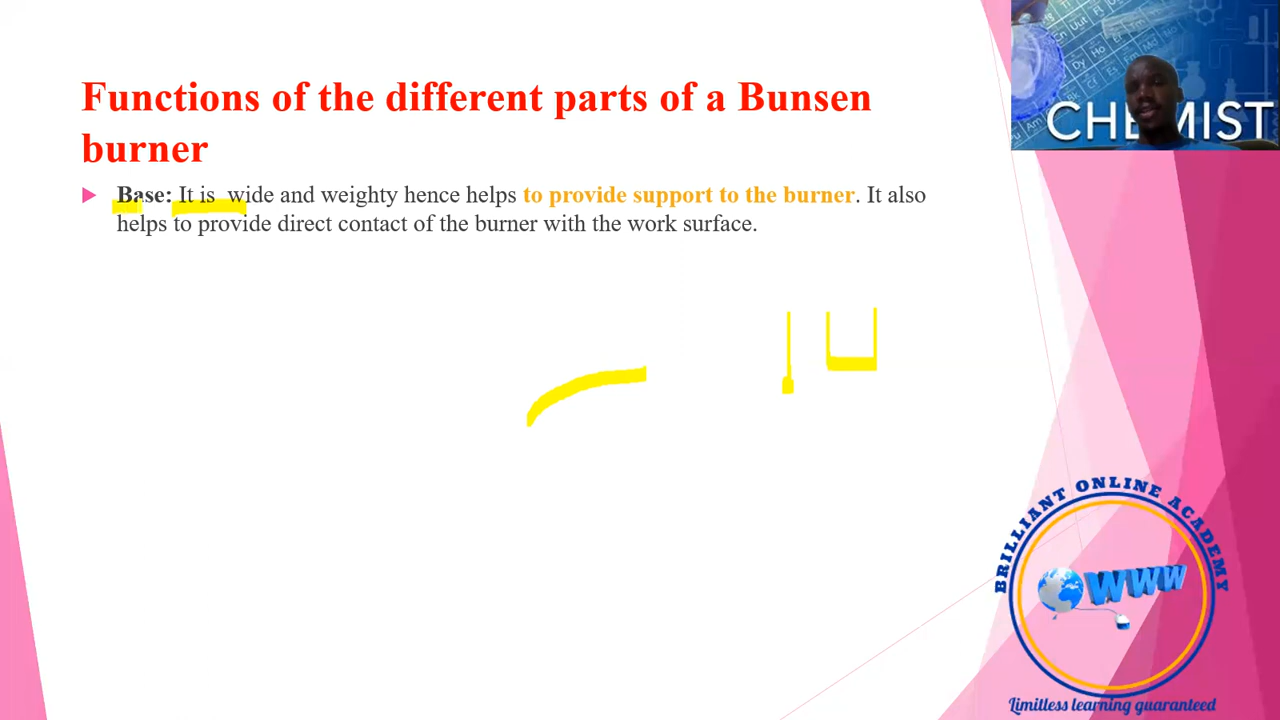 Functions of the different parts of a Bunsen
burner
Base: It is wide and weighty hence helps to provide support to the burner. It also
helps to provide direct contact of the burner with the work surface.
CHEMIST
BRILLIANT ONLINE ACADEMY
WWW
Limitless learning guaranteed